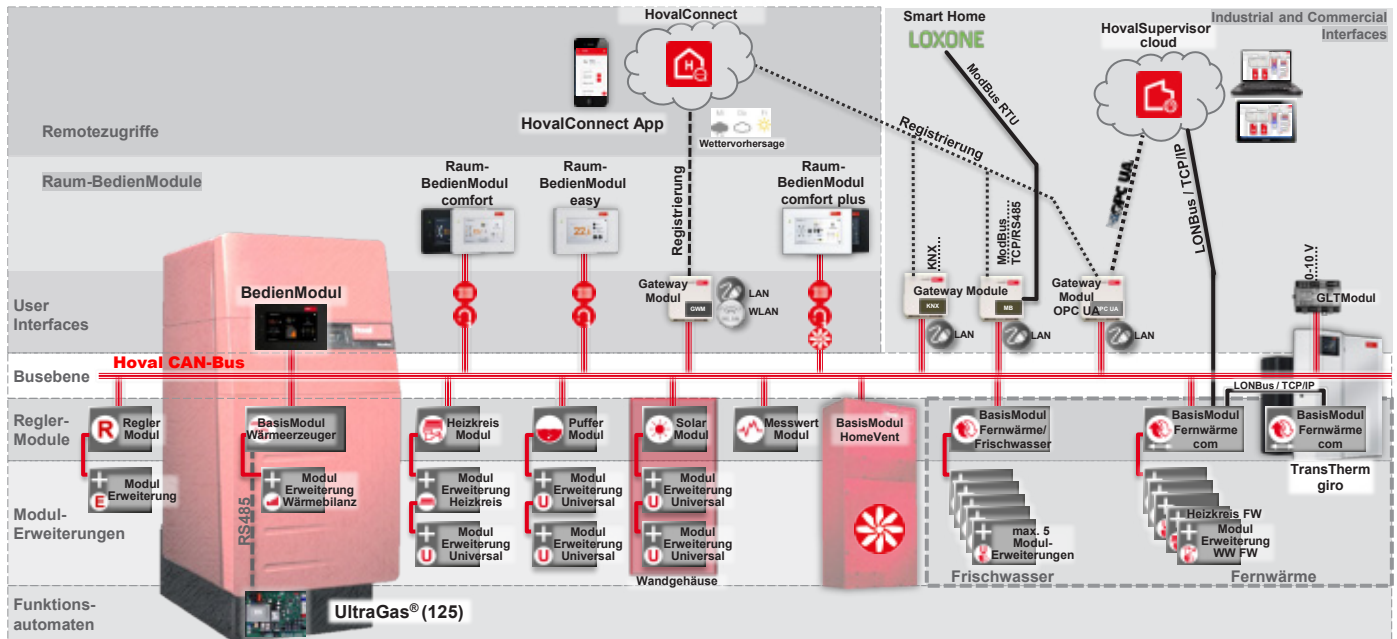 HovalConnect
Smart Home
LOXONE
HovalSupervisor
cloud
Industrial and Commercial
Interfaces
ModBus RTU
HovalConnect App
Mi
Do
Fr
Wettervorhersage
Registrierung
Remotezugriffe
Raum-BedienModule
Raum-
BedienModul
comfort
Raum-
BedienModul
easy
Registrierung
Raum-
BedienModul
comfort plus
OPC UA
LONBus / TCP/IP
KNX
ModBus
TCP/RS485
0-10 V
User
Interfaces
BedienModul
Gateway
Modul
GWM
LAN
WLAN
Gateway Module
KNX
LAN
MB
LAN
Gateway
Modul
OPC UA
LAN
GLTModul
Hoval CAN-Bus
Busebene
LONBus / TCP/IP
Regler-
Module
R
Regler
Modul
BasisModul
Wärmeerzeuger
Heizkreis
Modul
Puffer
Modul
Solar
Modul
Messwert
Modul
BasisModul
HomeVent
BasisModul
Fernwärme/
Frischwasser
BasisModul
Fernwärme
com
BasisModul
Fernwärme
com
TransTherm
giro
Modul-
Erweiterungen
E
Modul
Erweiterung
RS485
Modul
Erweiterung
Wärmebilanz
Modul
Erweiterung
Heizkreis
U
Modul
Erweiterung
Universal
U
Modul
Erweiterung
Universal
U
Modul
Erweiterung
Universal
U
Modul
Erweiterung
Universal
U
Modul
Erweiterung
Universal
Wandgehäuse
max. 5
Modul-
Erweiterungen
Frischwasser
Heizkreis FW
Modul
Erweiterung
WW FW
Fernwärme
Funktions-
automaten
UltraGas® (125)